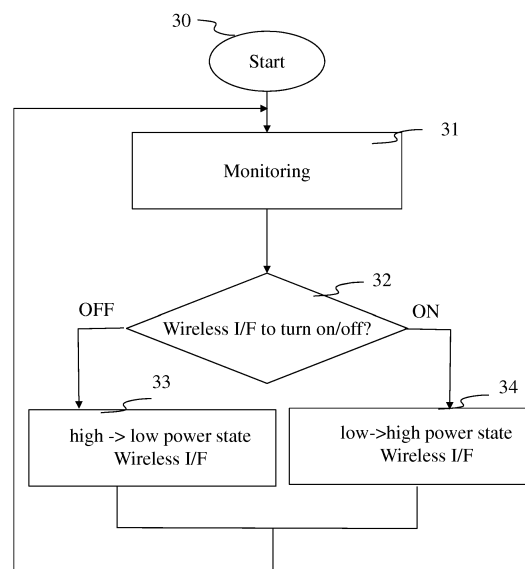 30
Start
31
Monitoring
32
OFF
ON
Wireless I/F to turn on/off?
33
34
high -> low power state
Wireless I/F
low->high power state
Wireless I/F